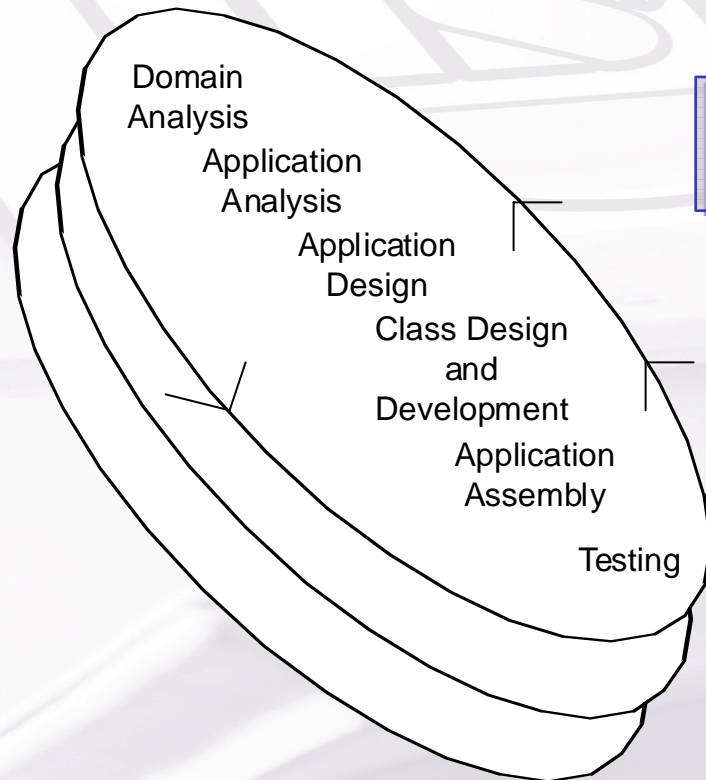 Domain
Analysis
Application
Analysis
Application
Design
Class Design
and
Development
Application
Assembly
Testing